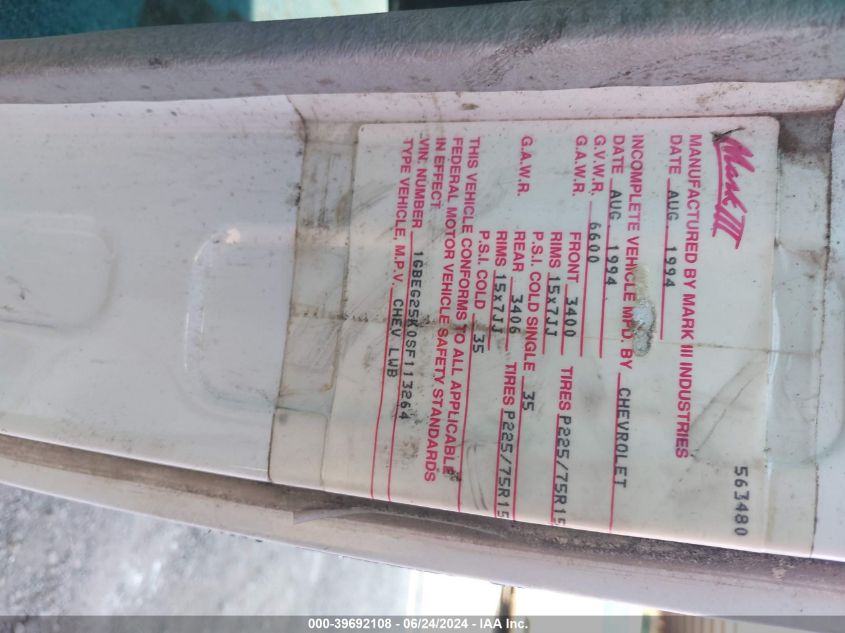 Mark III
563480
MANUFACTURED BY MARK III INDUSTRIES
DATE AUG 1994
INCOMPLETE VEHICLE MFD. BY CHEVROLET
DATE AUG 1994
G.V.W.R. 6600
G.A.W.R. FRONT 3400
RIMS 15x7JJ TIRES P225/75R15
P.S.I. COLD SINGLE 35
G.A.W.R. REAR 3406
RIMS 15x7JJ TIRES P225/75R15
P.S.I. COLD 35
THIS VEHICLE CONFORMS TO ALL APPLICABLE
FEDERAL MOTOR VEHICLE SAFETY STANDARDS
IN EFFECT
VIN. NUMBER 1GBEG25K0SF113264
TYPE VEHICLE, M.P.V. CHEV LWB
000-39692108 - 06/24/2024 - IAA Inc.